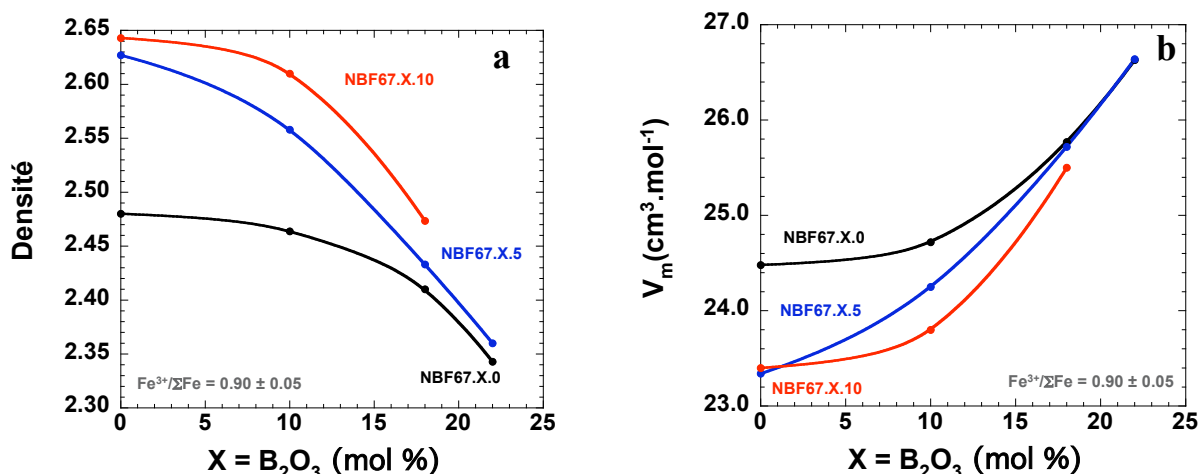 a
2.65
2.60
2.55
2.50
2.45
2.40
2.35
2.30
Densité
NBF67.X.10
NBF67.X.5
NBF67.X.0
Fe³⁺/ΣFe = 0.90 ± 0.05
0 5 10 15 20 25
X = B₂O₃ (mol %)
b
27.0
26.0
25.0
24.0
23.0
Vₘ(cm³.mol⁻¹)
NBF67.X.0
NBF67.X.5
NBF67.X.10
Fe³⁺/ΣFe = 0.90 ± 0.05
0 5 10 15 20 25
X = B₂O₃ (mol %)